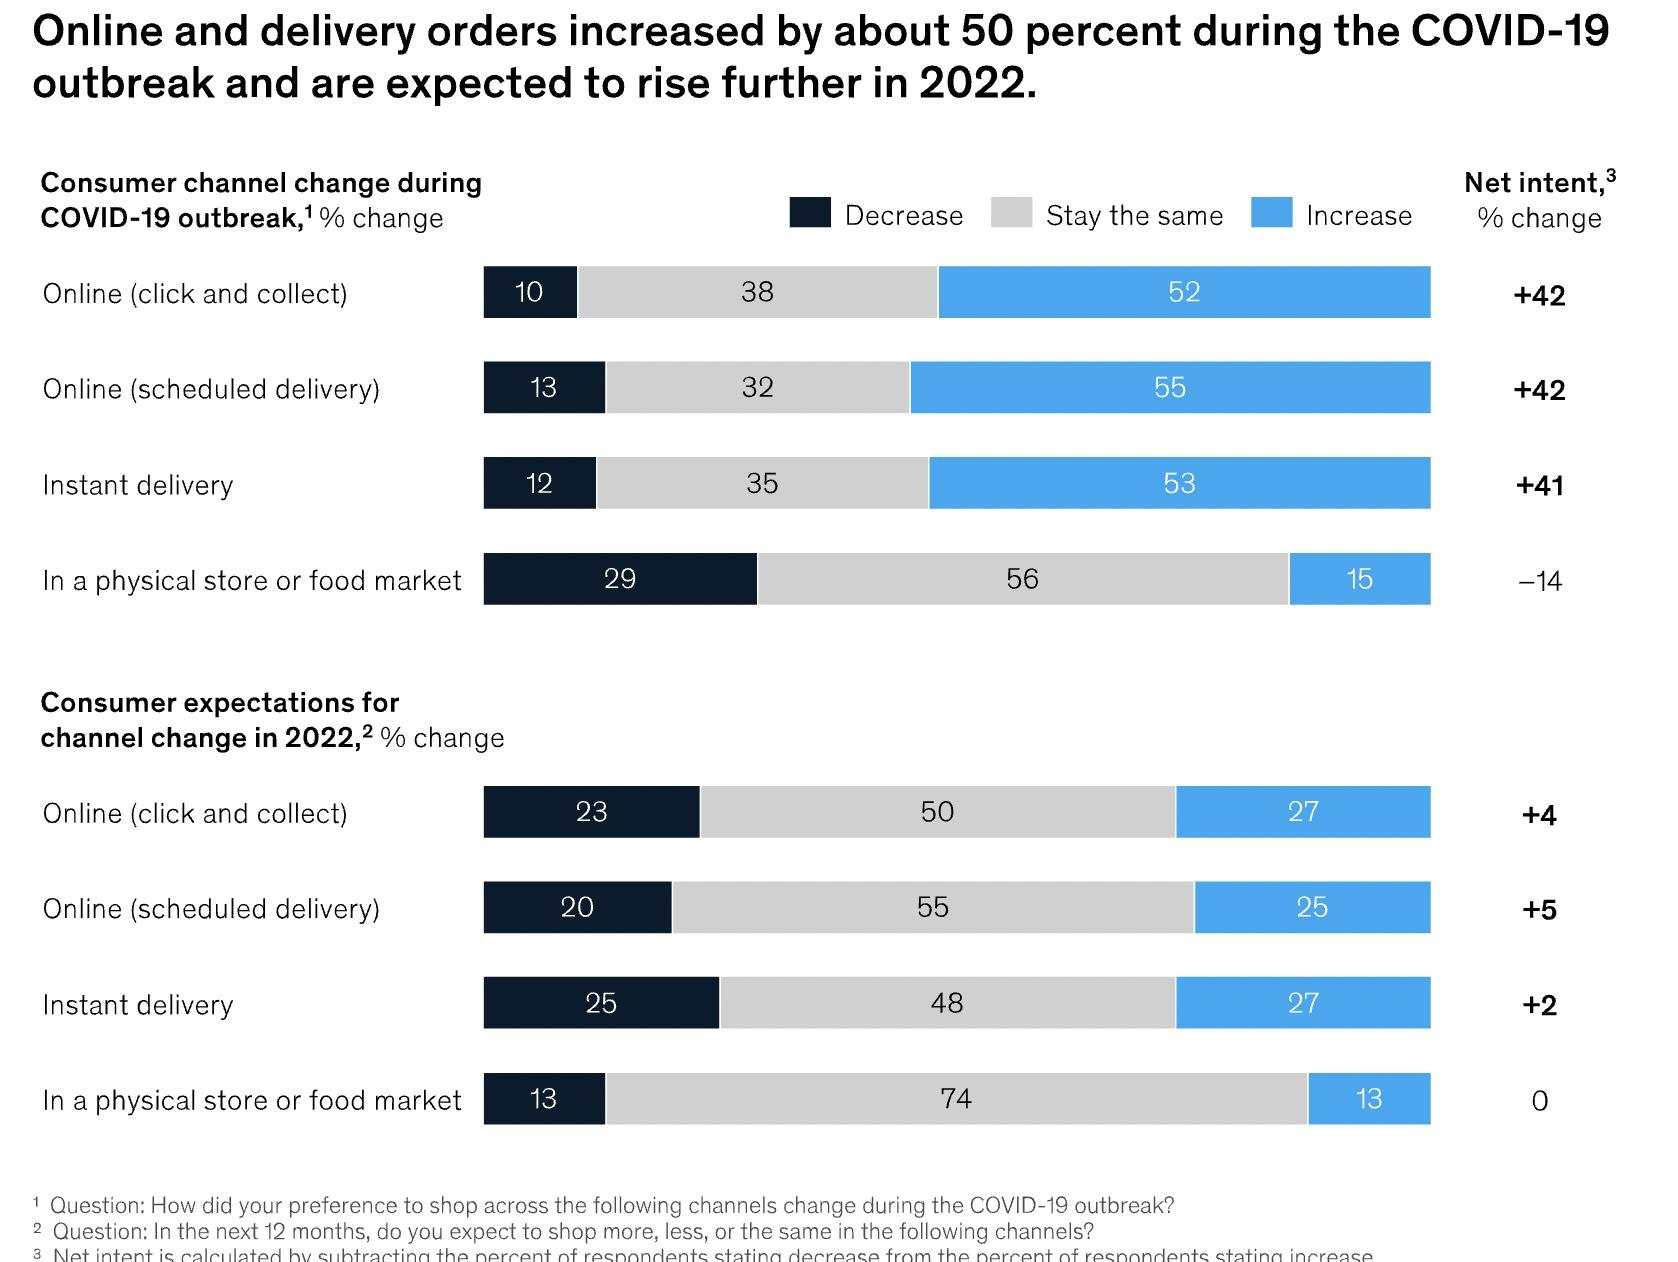 Online and delivery orders increased by about 50 percent during the COVID-19
outbreak and are expected to rise further in 2022.
Consumer channel change during
COVID-19 outbreak,¹ % change
Decrease
Stay the same
Increase
Net intent,³
% change
Online (click and collect) 10 38 52 +42
Online (scheduled delivery) 13 32 55 +42
Instant delivery 12 35 53 +41
In a physical store or food market 29 56 15 –14
Consumer expectations for
channel change in 2022,² % change
Online (click and collect) 23 50 27 +4
Online (scheduled delivery) 20 55 25 +5
Instant delivery 25 48 27 +2
In a physical store or food market 13 74 13 0
¹ Question: How did your preference to shop across the following channels change during the COVID-19 outbreak?
² Question: In the next 12 months, do you expect to shop more, less, or the same in the following channels?
³ Net intent is calculated by subtracting the percent of respondents stating decrease from the percent of respondents stating increase